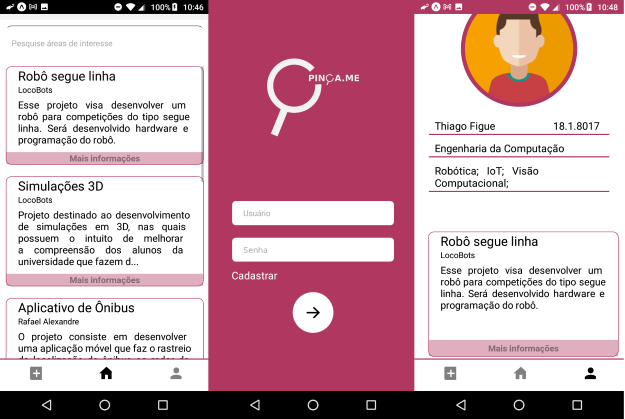 100% 10:46
Pesquise áreas de interesse
Robô segue linha
LocoBots
Esse projeto visa desenvolver um
robô para competições do tipo segue
linha. Será desenvolvido hardware e
programação do robô.
Mais informações
Simulações 3D
LocoBots
Projeto destinado ao desenvolvimento
de simulações em 3D, nas quais
possuem o intuito de melhorar
a compreensão dos alunos da
universidade que fazem d...
Mais informações
Aplicativo de Ônibus
Rafael Alexandre
O projeto consiste em desenvolver
uma aplicação móvel que faz o rastreio
PINÇA.ME
Usuário
Senha
Cadastrar
100% 10:48
Thiago Figue 18.1.8017
Engenharia da Computação
Robótica; IoT; Visão
Computacional;
Robô segue linha
LocoBots
Esse projeto visa desenvolver um
robô para competições do tipo segue
linha. Será desenvolvido hardware e
programação do robô.
Mais informações